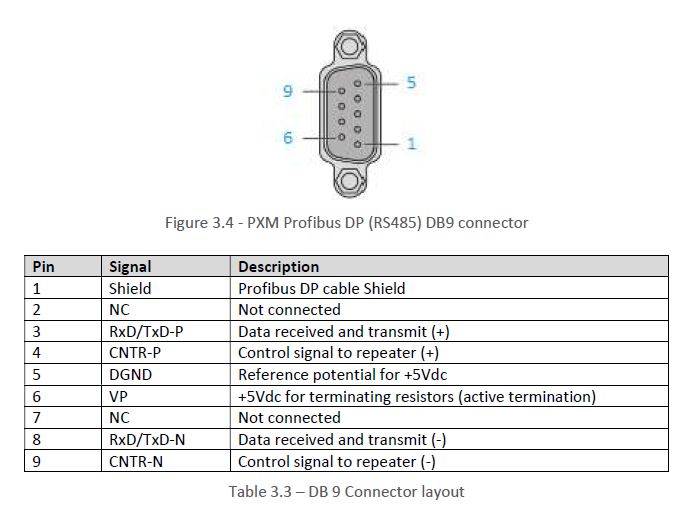 9 5
6 1
Figure 3.4 - PXM Profibus DP (RS485) DB9 connector
Pin Signal Description
1 Shield Profibus DP cable Shield
2 NC Not connected
3 RxD/TxD-P Data received and transmit (+)
4 CNTR-P Control signal to repeater (+)
5 DGND Reference potential for +5Vdc
6 VP +5Vdc for terminating resistors (active termination)
7 NC Not connected
8 RxD/TxD-N Data received and transmit (-)
9 CNTR-N Control signal to repeater (-)
Table 3.3 – DB 9 Connector layout